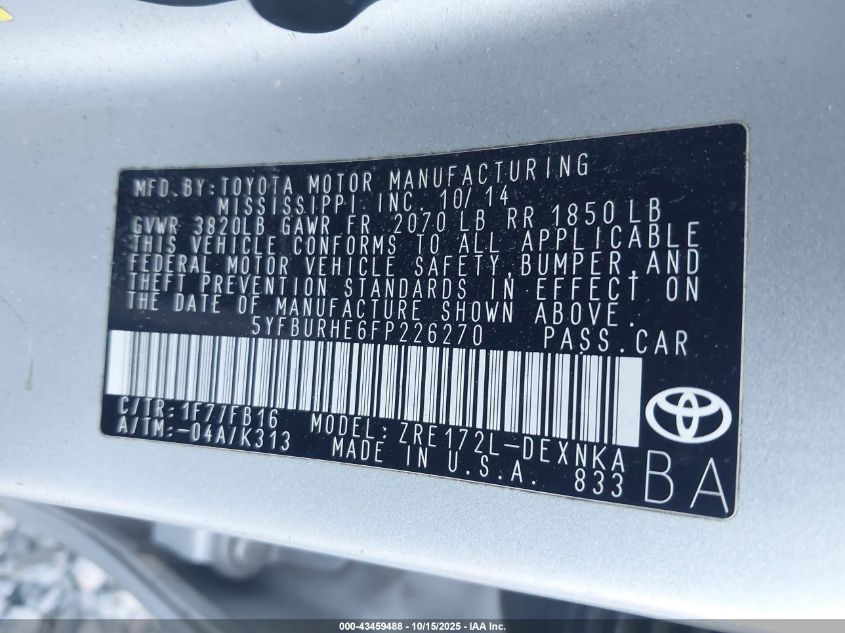 MFD.BY:TOYOTA MOTOR MANUFACTURING
MISSISSIPPI INC. 10/14
GVWR 3820LB GAWR FR 2070 LB RR 1850 LB
THIS VEHICLE CONFORMS TO ALL APPLICABLE
FEDERAL MOTOR VEHICLE SAFETY,BUMPER,AND
THEFT PREVENTION STANDARDS IN EFFECT ON
THE DATE OF MANUFACTURE SHOWN ABOVE.
5YFBURHE6FP226270 PASS.CAR
C/TR:1F7/FB16 MODEL:ZRE172L-DEXNKA
A/TM:-04A/K313 MADE IN U.S.A. 833
BA
000-43459488 - 10/15/2025 - IAA Inc.